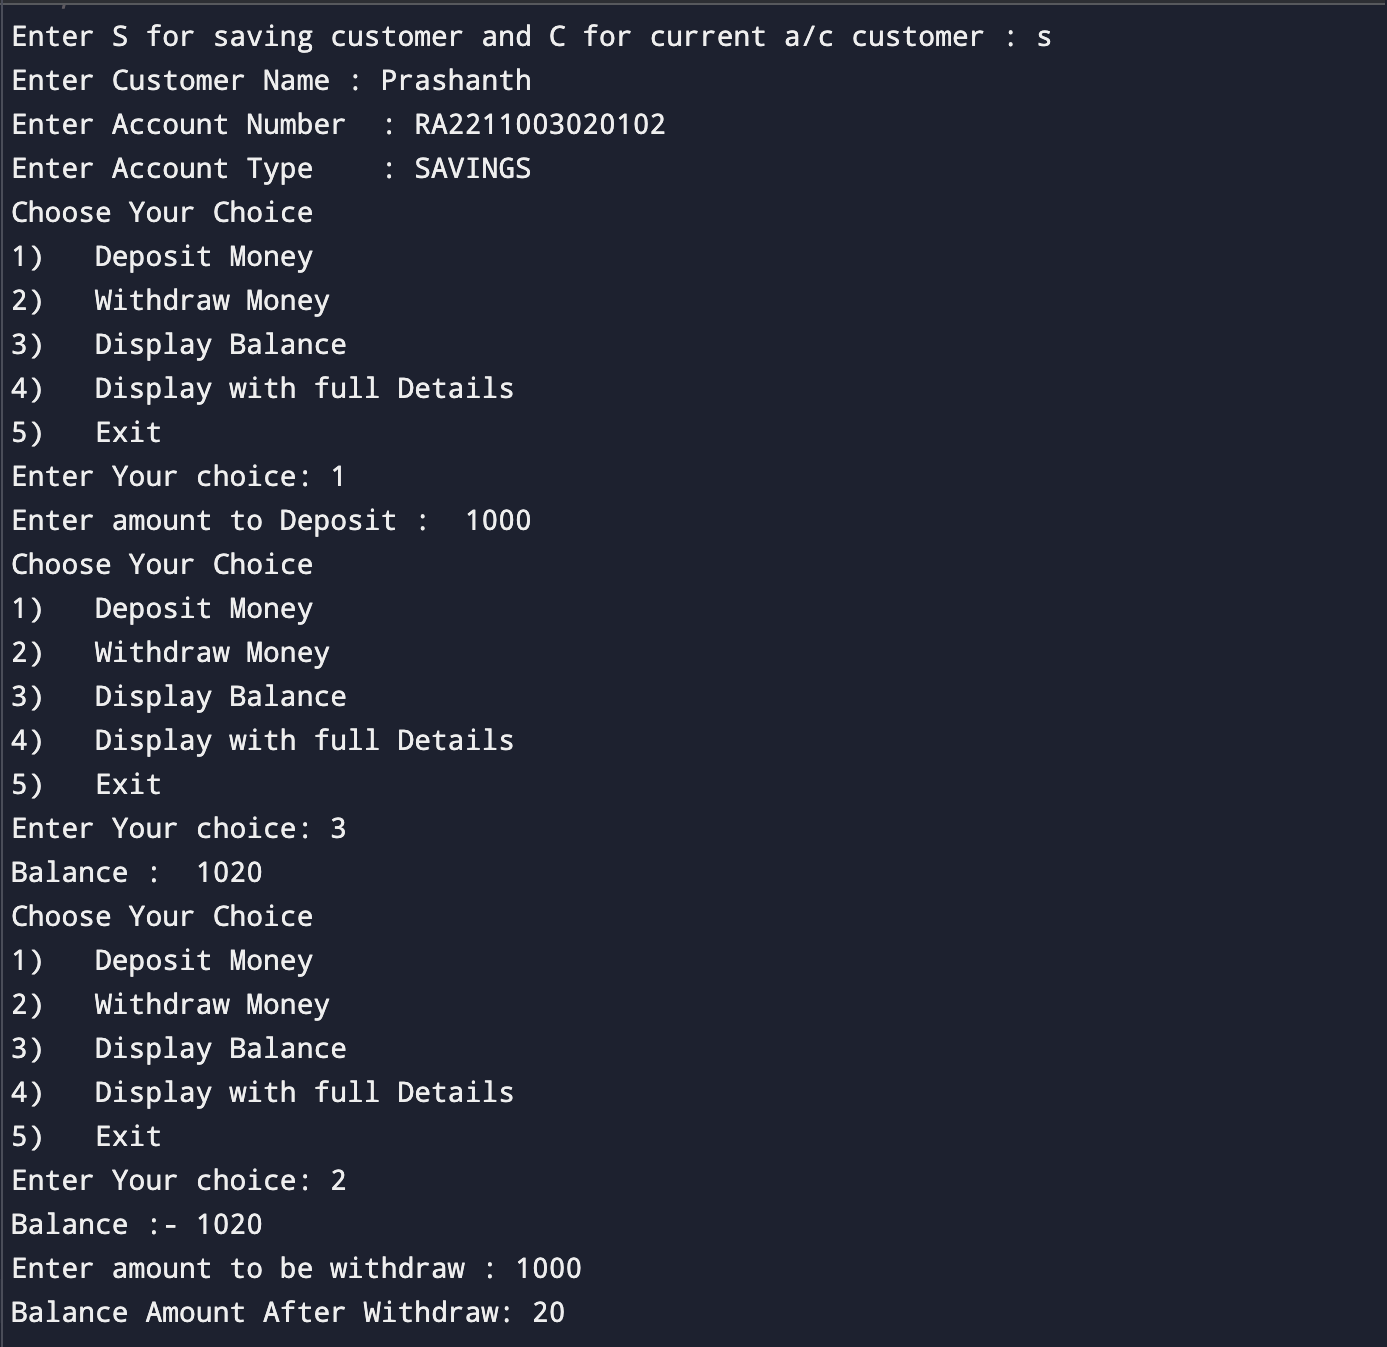 Enter S for saving customer and C for current a/c customer : s
Enter Customer Name : Prashanth
Enter Account Number  : RA2211003020102
Enter Account Type    : SAVINGS
Choose Your Choice
1)   Deposit Money
2)   Withdraw Money
3)   Display Balance
4)   Display with full Details
5)   Exit
Enter Your choice: 1
Enter amount to Deposit :  1000
Choose Your Choice
1)   Deposit Money
2)   Withdraw Money
3)   Display Balance
4)   Display with full Details
5)   Exit
Enter Your choice: 3
Balance :  1020
Choose Your Choice
1)   Deposit Money
2)   Withdraw Money
3)   Display Balance
4)   Display with full Details
5)   Exit
Enter Your choice: 2
Balance :- 1020
Enter amount to be withdraw : 1000
Balance Amount After Withdraw: 20